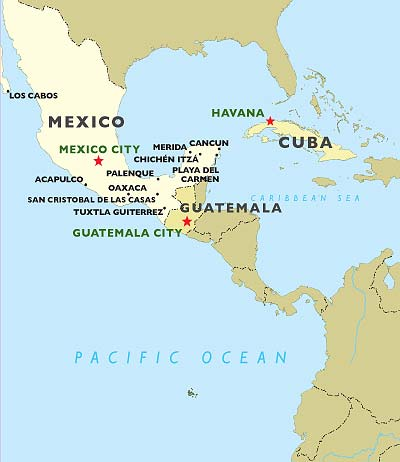 LOS CABOS
HAVANA
MEXICO
CUBA
MEXICO CITY
MERIDA
CANCUN
CHICHÉN ITZÁ
PALENQUE
PLAYA DEL
CARMEN
ACAPULCO
OAXACA
SAN CRISTOBAL DE LAS CASAS
CARIBBEAN SEA
TUXTLA GUITERREZ
GUATEMALA
GUATEMALA CITY
PACIFIC OCEAN